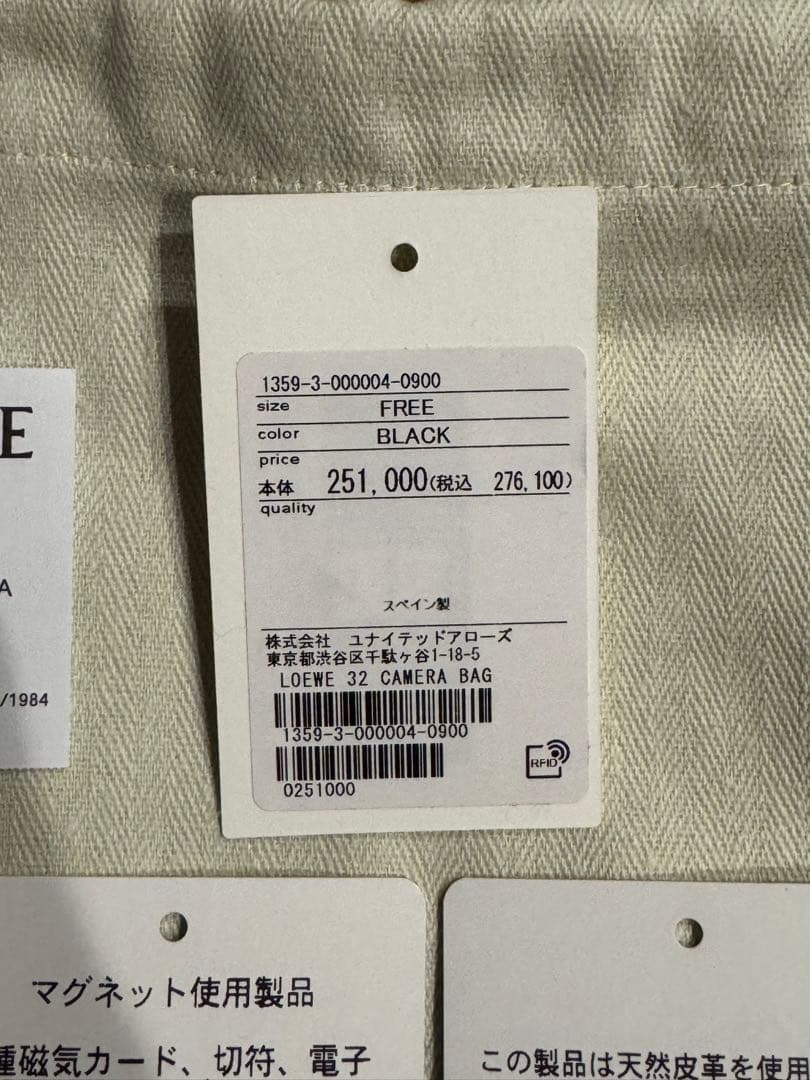 1359-3-000004-0900
size FREE
color BLACK
price
本体 251,000(税込 276,100)
quality
スペイン製
株式会社 ユナイテッドアローズ
東京都渋谷区千駄ヶ谷1-18-5
LOEWE 32 CAMERA BAG
1359-3-000004-0900
0251000
RFID
E
A
/1984
マグネット使用製品
種磁気カード、切符、電子
この製品は天然皮革を使用